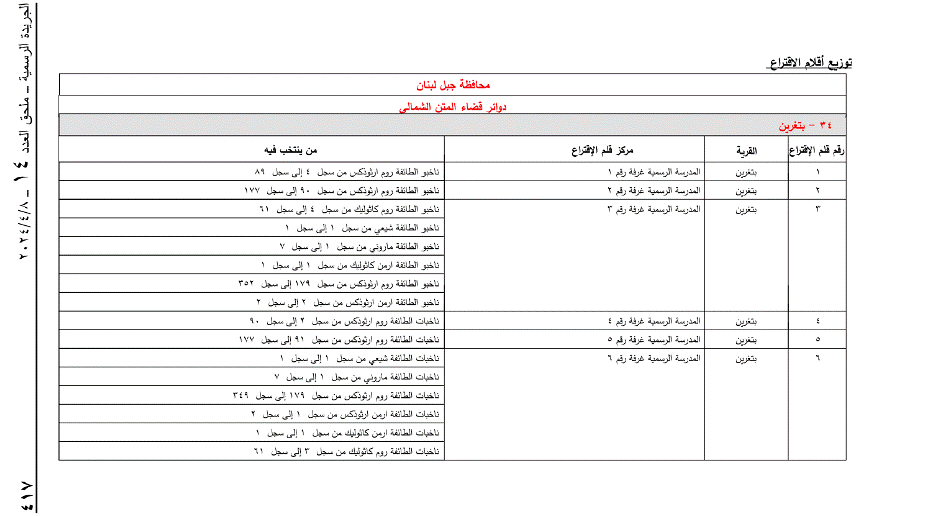 الجريدة الرسمية – ملحق العدد ١٤ – ٢٠٢٤/٤/٨
توزيع أقلام الاقتراع
محافظة جبل لبنان
دوائر قضاء المتن الشمالي
٣٤ - بتغرين
رقم قلم الإقتراع القرية مركز قلم الإقتراع من ينتخب فيه
١ بتغرين المدرسة الرسمية غرفة رقم ١ ناخبو الطائفة روم ارثوذكس من سجل ٤ إلى سجل ٨٩
٢ بتغرين المدرسة الرسمية غرفة رقم ٢ ناخبو الطائفة روم ارثوذكس من سجل ٩٠ إلى سجل ١٧٧
٣ بتغرين المدرسة الرسمية غرفة رقم ٣ ناخبو الطائفة روم كاثوليك من سجل ٤ إلى سجل ٦١
ناخبو الطائفة شيعي من سجل ١ إلى سجل ١
ناخبو الطائفة ماروني من سجل ١ إلى سجل ٧
ناخبو الطائفة ارمن كاثوليك من سجل ١ إلى سجل ١
ناخبو الطائفة روم ارثوذكس من سجل ١٧٩ إلى سجل ٣٥٢
ناخبو الطائفة ارمن ارثوذكس من سجل ٢ إلى سجل ٢
٤ بتغرين المدرسة الرسمية غرفة رقم ٤ ناخبات الطائفة روم ارثوذكس من سجل ٢ إلى سجل ٩٠
٥ بتغرين المدرسة الرسمية غرفة رقم ٥ ناخبات الطائفة روم ارثوذكس من سجل ٩١ إلى سجل ١٧٧
٦ بتغرين المدرسة الرسمية غرفة رقم ٦ ناخبات الطائفة شيعي من سجل ١ إلى سجل ١
ناخبات الطائفة ماروني من سجل ١ إلى سجل ٧
ناخبات الطائفة روم ارثوذكس من سجل ١٧٩ إلى سجل ٣٤٩
ناخبات الطائفة ارمن ارثوذكس من سجل ١ إلى سجل ٢
ناخبات الطائفة ارمن كاثوليك من سجل ١ إلى سجل ١
ناخبات الطائفة روم كاثوليك من سجل ٣ إلى سجل ٦١
٤١٧